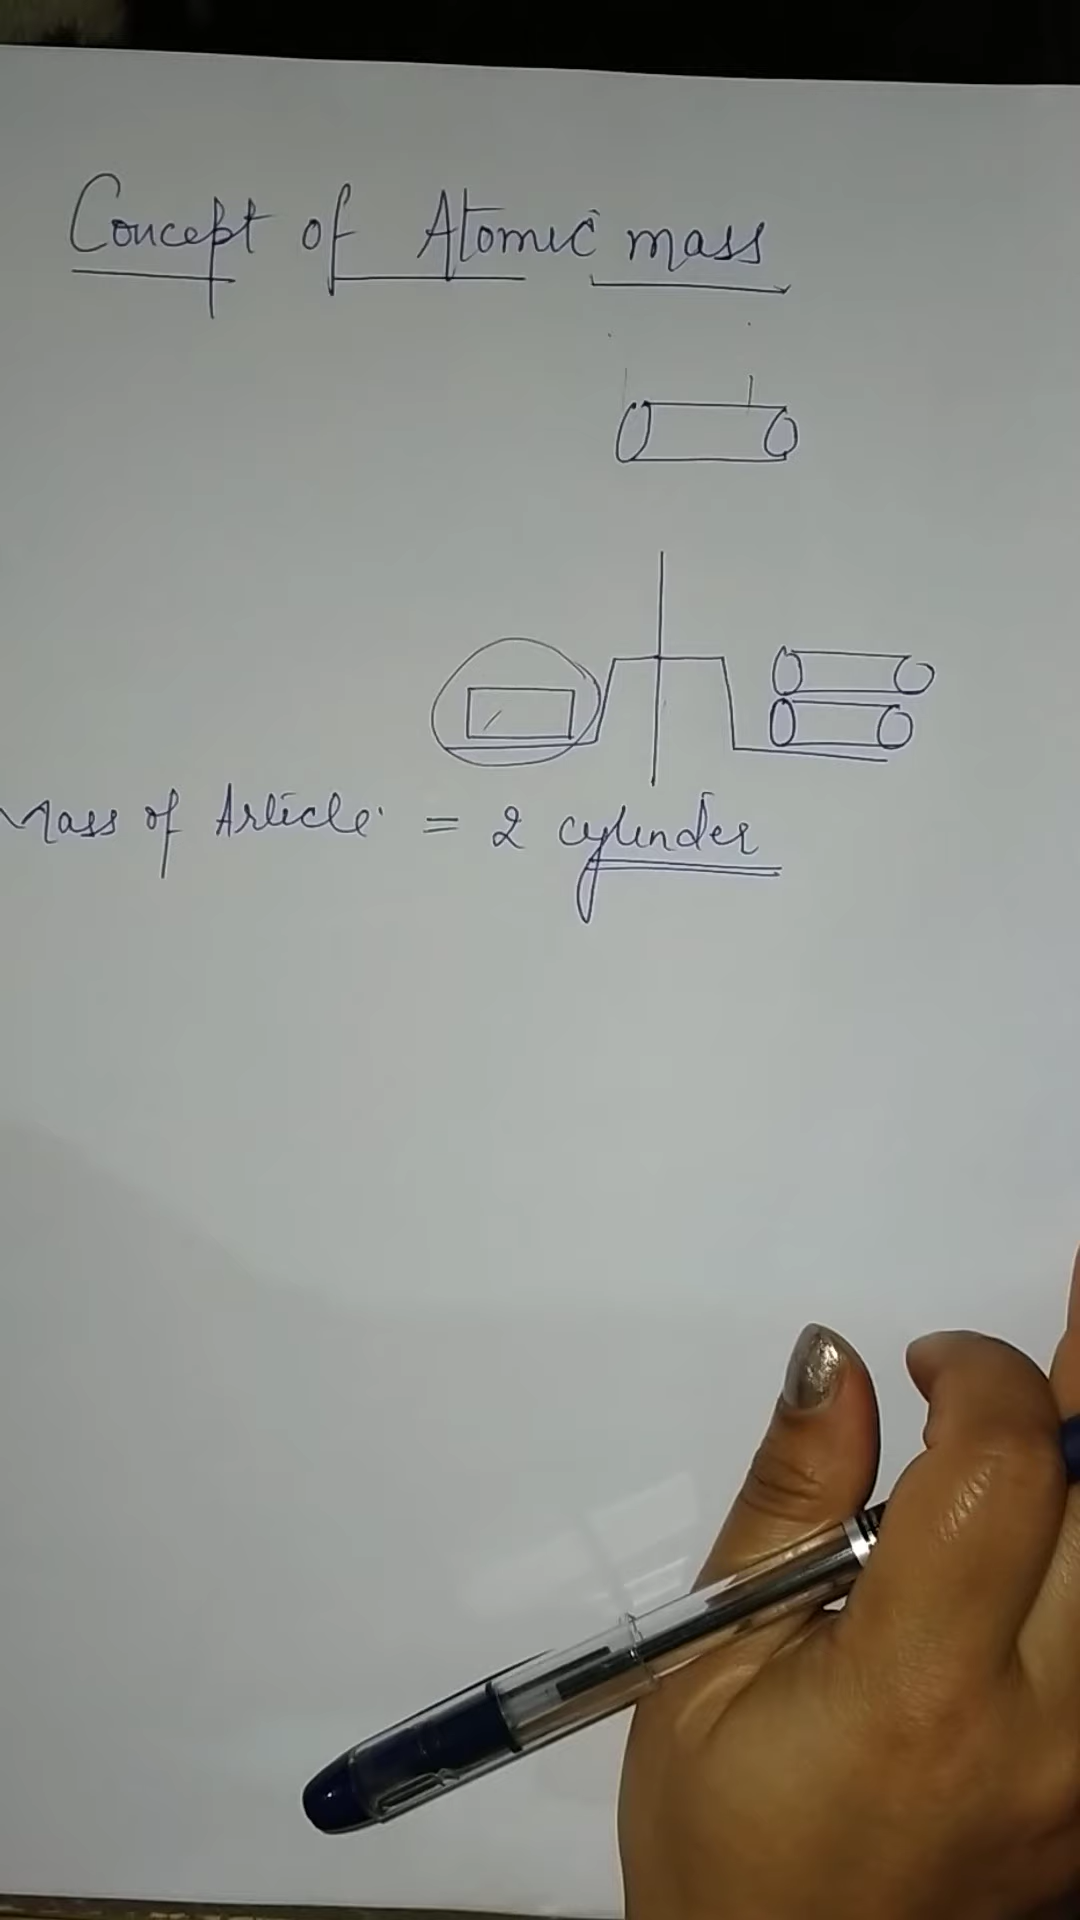 Concept of Atomic mass
Mass of Article = 2 cylinder